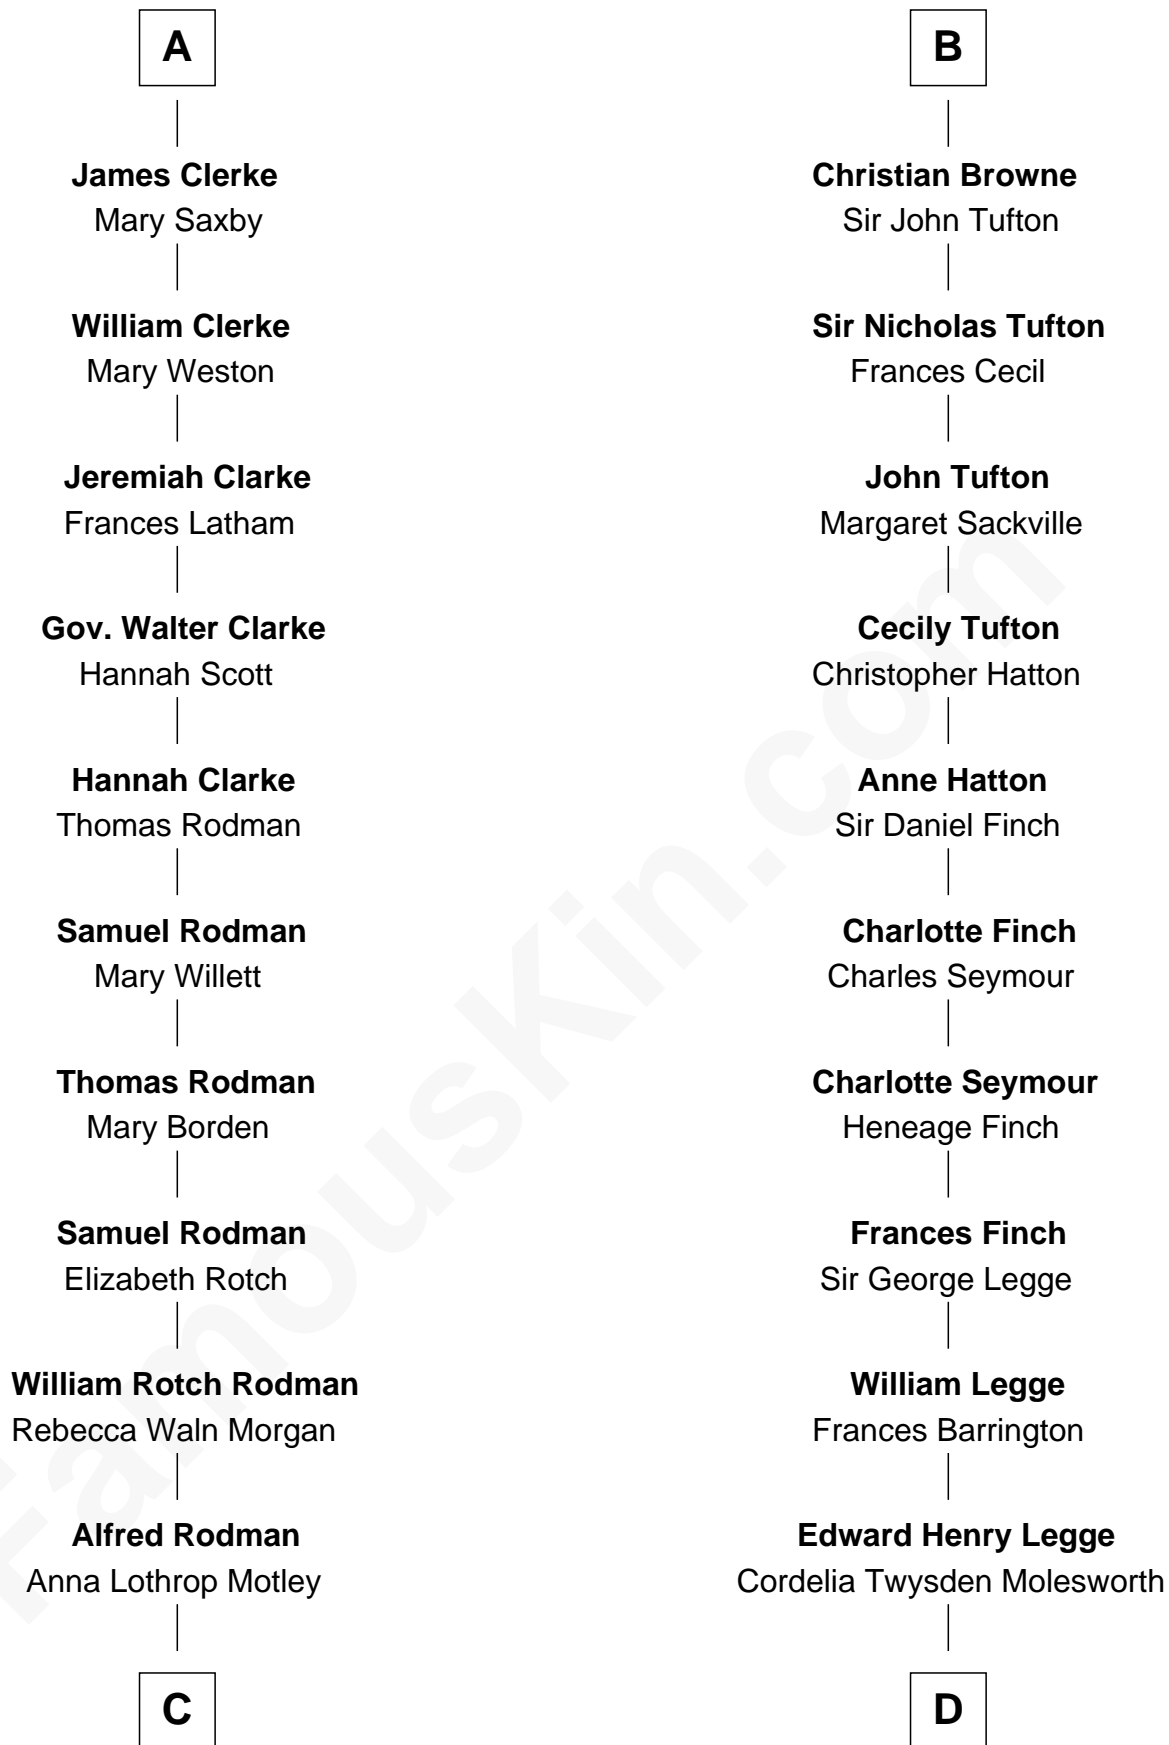 A
James Clerke
Mary Saxby
William Clerke
Mary Weston
Jeremiah Clarke
Frances Latham
Gov. Walter Clarke
Hannah Scott
Hannah Clarke
Thomas Rodman
Samuel Rodman
Mary Willett
Thomas Rodman
Mary Borden
Samuel Rodman
Elizabeth Rotch
William Rotch Rodman
Rebecca Waln Morgan
Alfred Rodman
Anna Lothrop Motley
C
B
Christian Browne
Sir John Tufton
Sir Nicholas Tufton
Frances Cecil
John Tufton
Margaret Sackville
Cecily Tufton
Christopher Hatton
Anne Hatton
Sir Daniel Finch
Charlotte Finch
Charles Seymour
Charlotte Seymour
Heneage Finch
Frances Finch
Sir George Legge
William Legge
Frances Barrington
Edward Henry Legge
Cordelia Twysden Molesworth
D
FamousKin.com